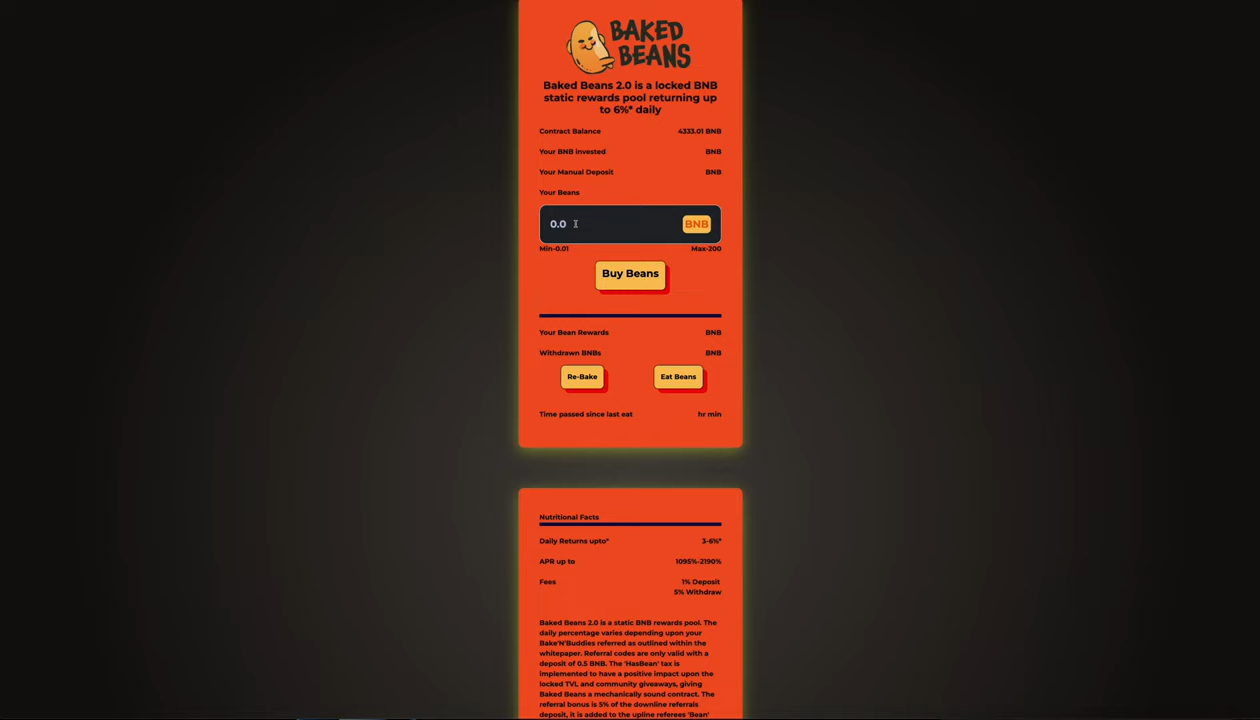 BAKED
BEANS
Baked Beans 2.0 is a locked BNB
static rewards pool returning up
to 6%* daily
Contract Balance 4333.01 BNB
Your BNB invested BNB
Your Manual Deposit BNB
Your Beans
0.0 BNB
Min-0.01 Max-200
Buy Beans
Your Bean Rewards BNB
Withdrawn BNBs BNB
Re-Bake Eat Beans
Time passed since last eat hr min
Nutritional Facts
Daily Returns upto* 3-6%*
APR up to 1095%-2190%
Fees 1% Deposit
5% Withdraw
Baked Beans 2.0 is a static BNB rewards pool. The
daily percentage varies depending upon your
Bake'N'Buddies referred as outlined within the
whitepaper. Referral codes are only valid with a
deposit of 0.5 BNB. The 'HasBean' tax is
implemented to have a positive impact upon the
locked TVL and community giveaways, giving
Baked Beans a mechanically sound contract. The
referral bonus is 5% of the downline referrals
deposit, it is added to the upline referees 'Bean'